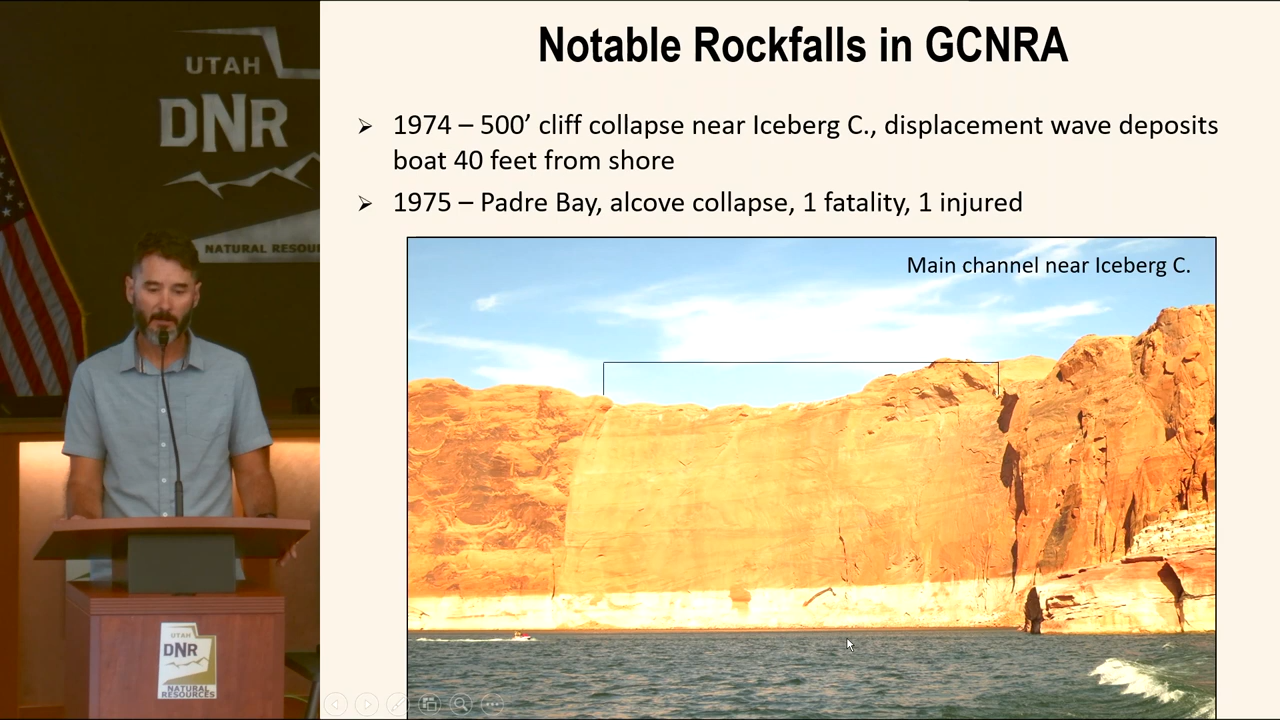 UTAH
DNR
NATURAL RESOUR
UTAH
DNR
NATURAL
RESOURCES
Notable Rockfalls in GCNRA
1974 – 500’ cliff collapse near Iceberg C., displacement wave deposits
boat 40 feet from shore
1975 – Padre Bay, alcove collapse, 1 fatality, 1 injured
Main channel near Iceberg C.